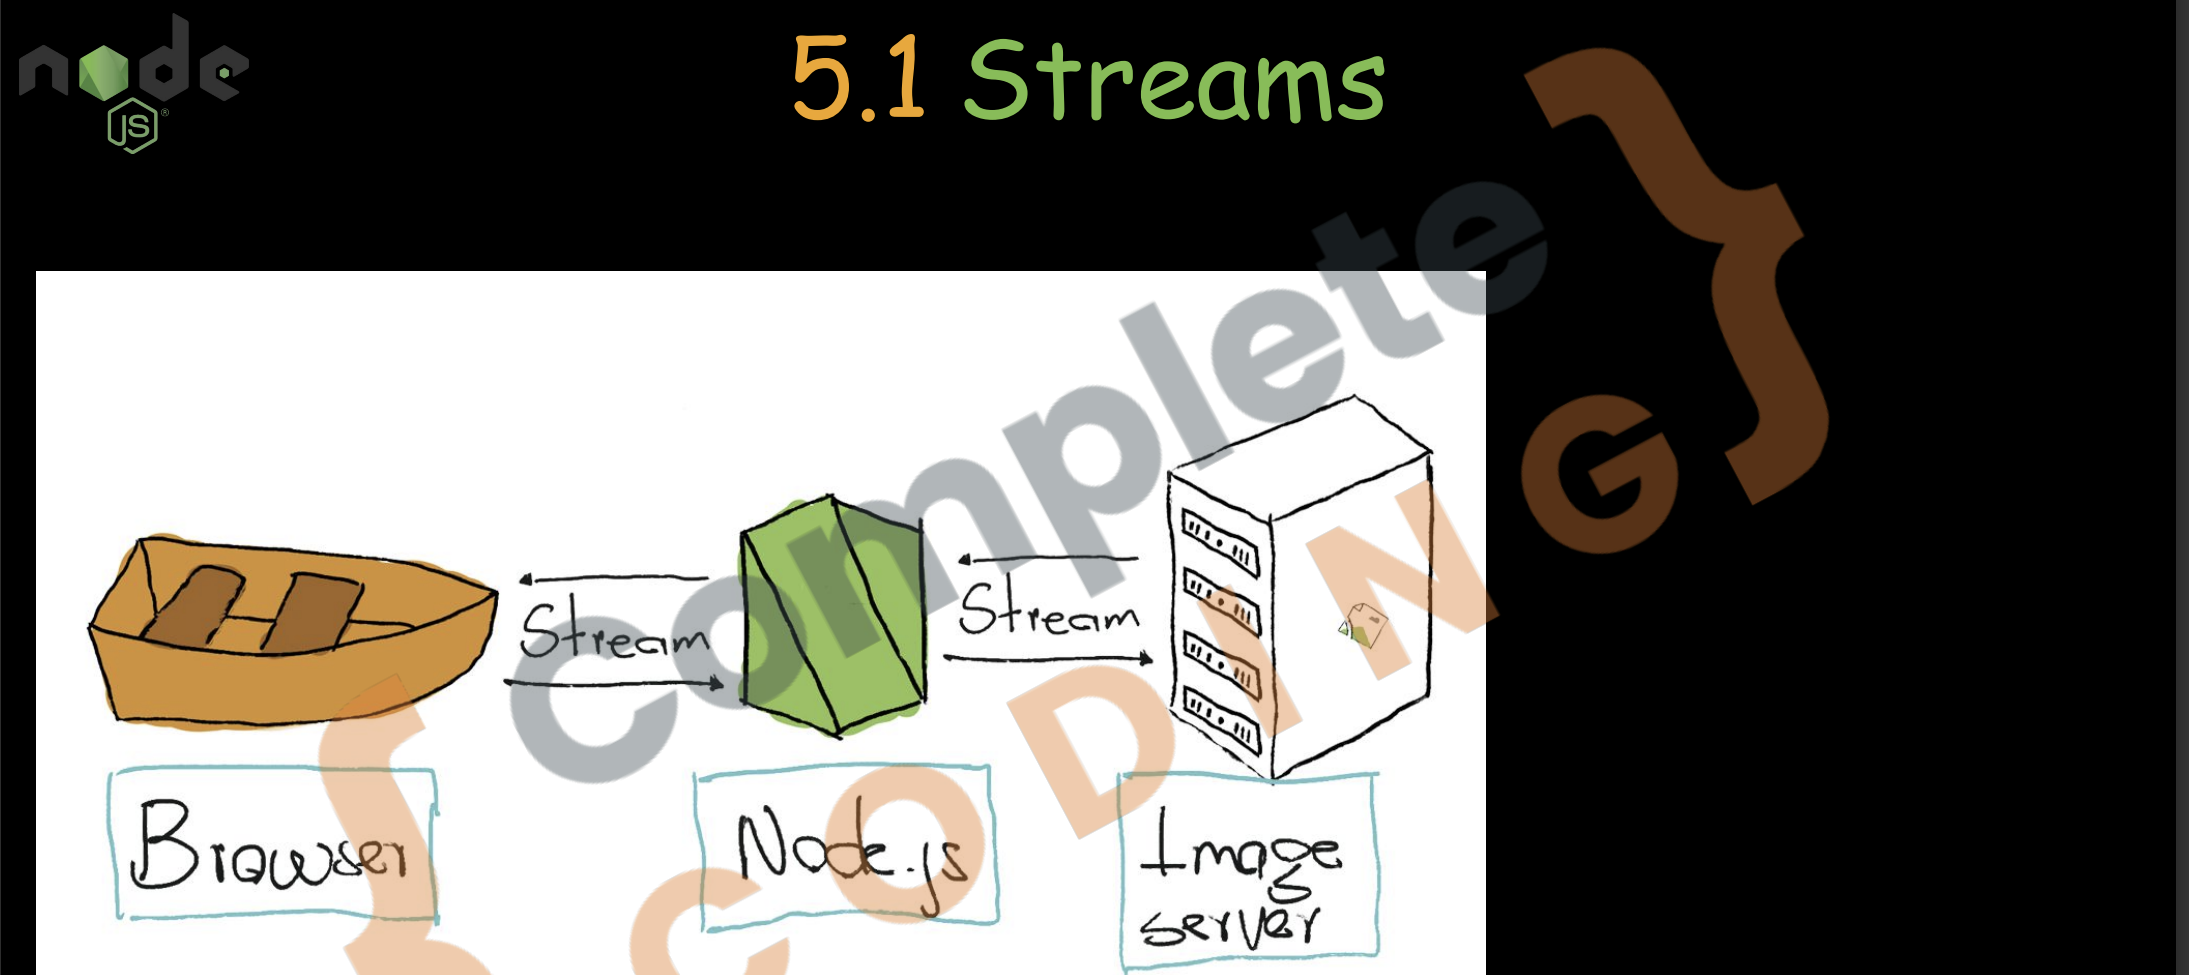 node
JS
5.1 Streams
Complete
CODING
Stream
Stream
Browser
Node.js
Image
server